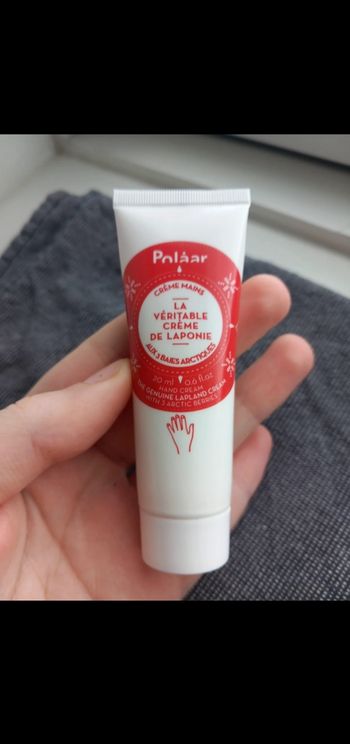 Polåar
CRÈME MAINS
LA
VÉRITABLE
CRÈME
DE LAPONIE
AUX 3 BAIES ARCTIQUES
20 ml 0.6 fl.oz
HAND CREAM
THE GENUINE LAPLAND CREAM
WITH 3 ARCTIC BERRIES